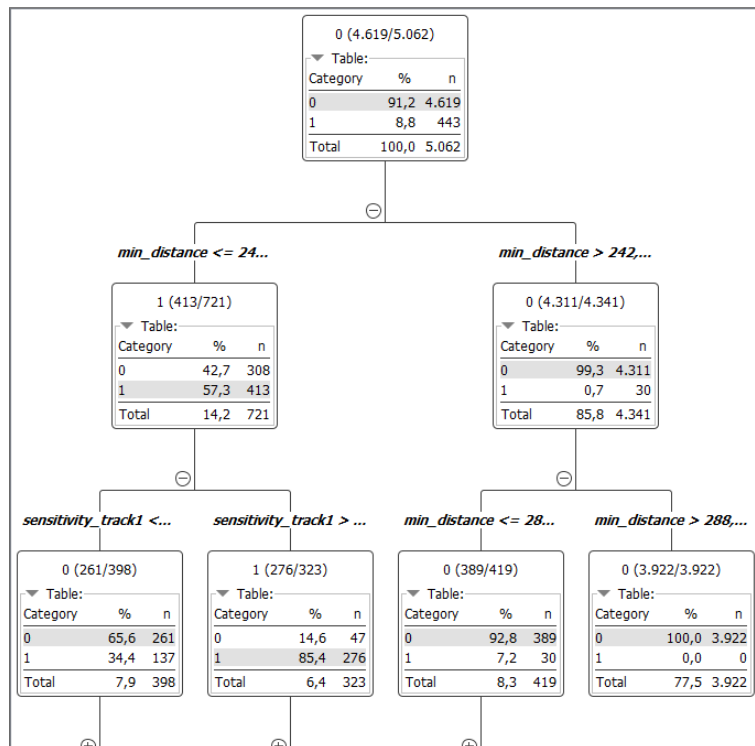 0 (4.619/5.062)
Table:
Category % n
0 91,2 4.619
1 8,8 443
Total 100,0 5.062
min_distance <= 24...
min_distance > 242,...
1 (413/721)
Table:
Category % n
0 42,7 308
1 57,3 413
Total 14,2 721
0 (4.311/4.341)
Table:
Category % n
0 99,3 4.311
1 0,7 30
Total 85,8 4.341
sensitivity_track1 <...
sensitivity_track1 > ...
min_distance <= 28...
min_distance > 288,...
0 (261/398)
Table:
Category % n
0 65,6 261
1 34,4 137
Total 7,9 398
1 (276/323)
Table:
Category % n
0 14,6 47
1 85,4 276
Total 6,4 323
0 (389/419)
Table:
Category % n
0 92,8 389
1 7,2 30
Total 8,3 419
0 (3.922/3.922)
Table:
Category % n
0 100,0 3.922
1 0,0 0
Total 77,5 3.922